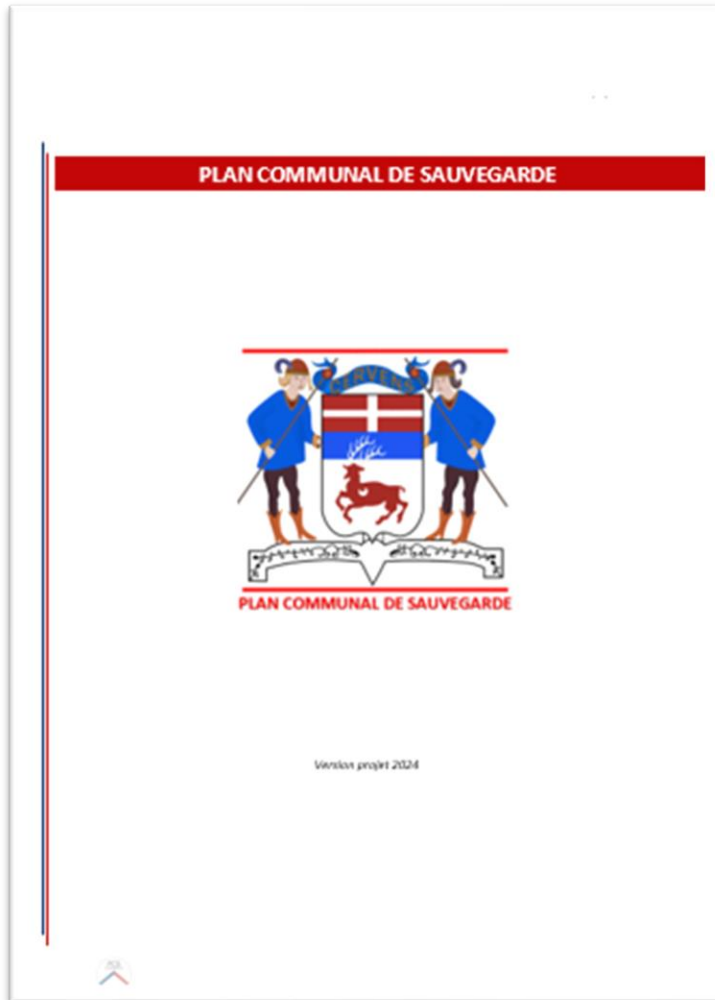 PLAN COMMUNAL DE SAUVEGARDE
CERVENS
PLAN COMMUNAL DE SAUVEGARDE
Version projet 2024